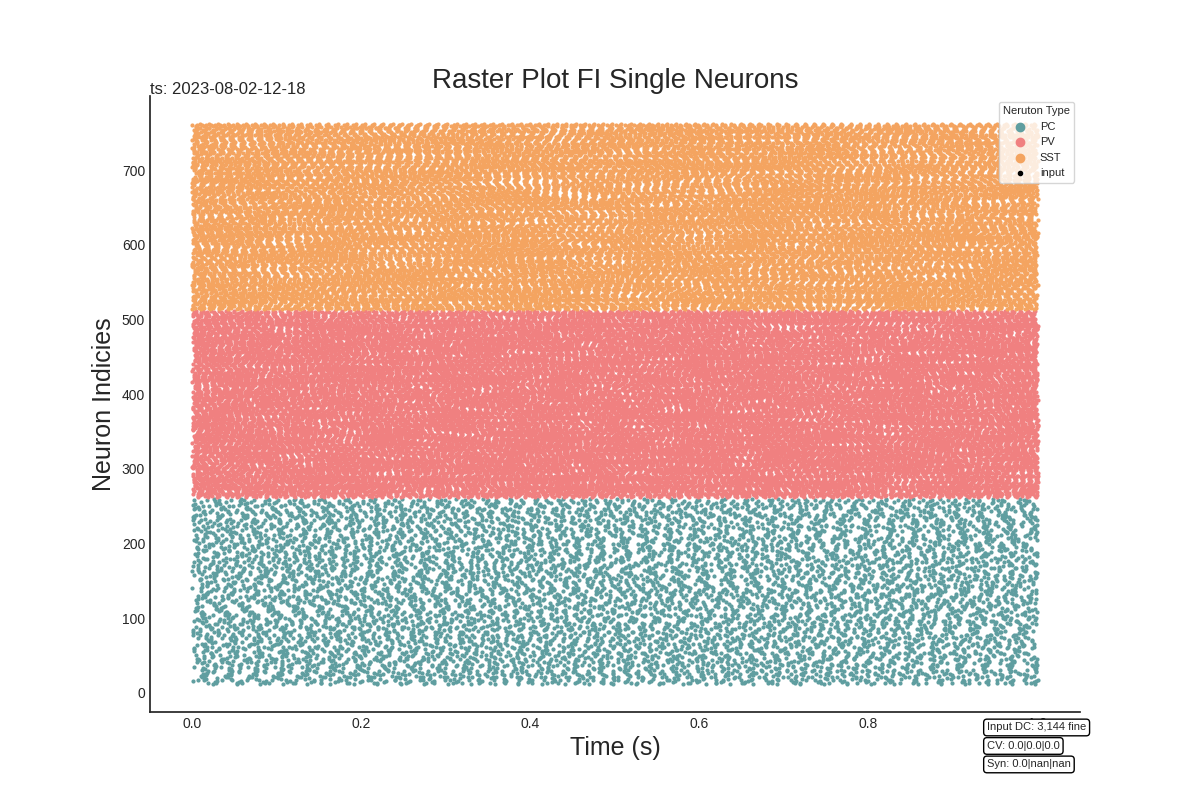 Raster Plot FI Single Neurons
ts: 2023-08-02-12-18
Neruton Type
PC
PV
SST
input
Neuron Indicies
700
600
500
400
300
200
100
0
0.0
0.2
0.4
0.6
0.8
Time (s)
Input DC: 3,144 fine
CV: 0.0|0.0|0.0
Syn: 0.0|nan|nan